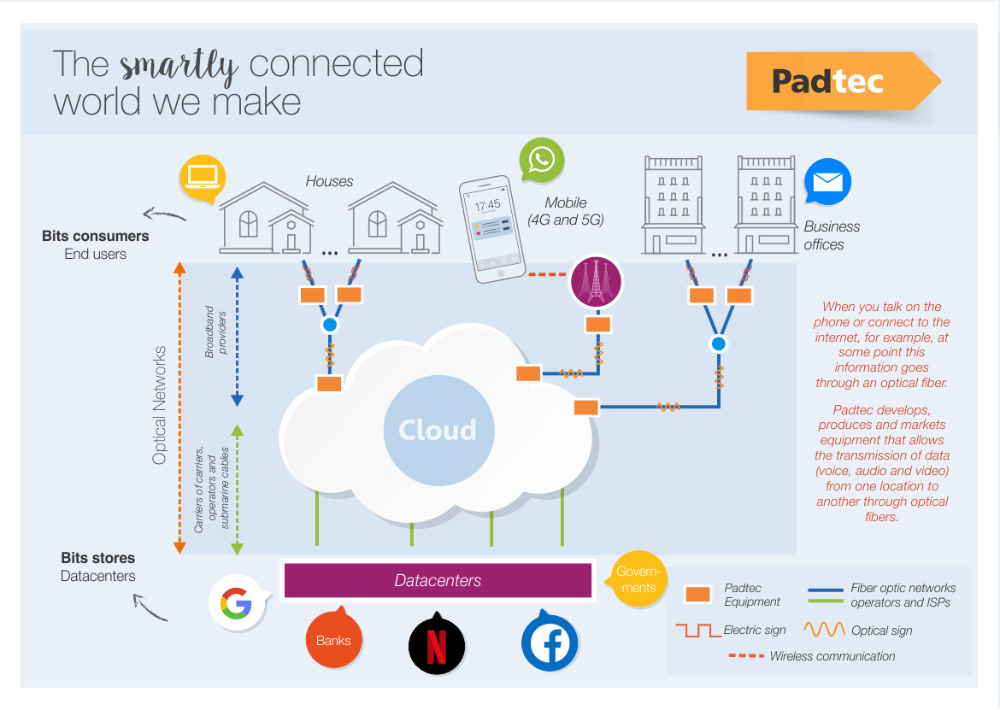 The smartly connected
world we make
Padtec
Houses
17:45
Mobile
(4G and 5G)
Business
offices
Bits consumers
End users
...
...
Broadband
providers
Optical Networks
Carriers of carriers,
operators and
submarine cables
Cloud
When you talk on the
phone or connect to the
internet, for example, at
some point this
information goes
through an optical fiber.
Padtec develops,
produces and markets
equipment that allows
the transmission of data
(voice, audio and video)
from one location to
another through optical
fibers.
Bits stores
Datacenters
Datacenters
Govern-
ments
G
Banks
N
f
Padtec
Equipment
Fiber optic networks
operators and ISPs
Electric sign
Optical sign
Wireless communication